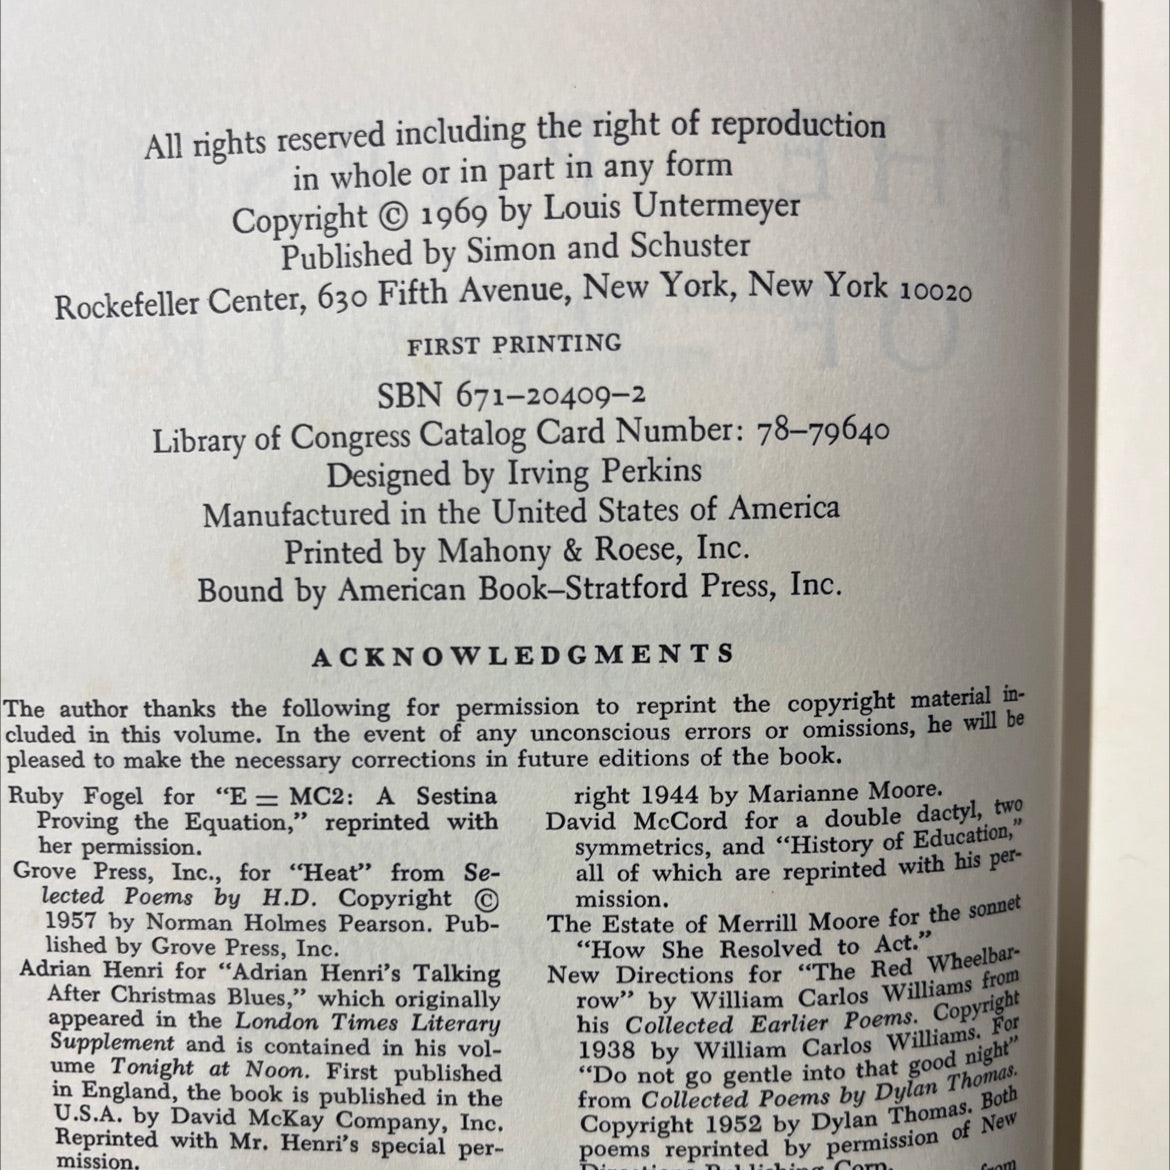 All rights reserved including the right of reproduction
in whole or in part in any form
Copyright © 1969 by Louis Untermeyer
Published by Simon and Schuster
Rockefeller Center, 630 Fifth Avenue, New York, New York 10020
FIRST PRINTING
SBN 671–20409–2
Library of Congress Catalog Card Number: 78–79640
Designed by Irving Perkins
Manufactured in the United States of America
Printed by Mahony & Roese, Inc.
Bound by American Book–Stratford Press, Inc.
ACKNOWLEDGMENTS
The author thanks the following for permission to reprint the copyright material in-
cluded in this volume. In the event of any unconscious errors or omissions, he will be
pleased to make the necessary corrections in future editions of the book.
Ruby Fogel for “E = MC2: A Sestina
Proving the Equation,” reprinted with
her permission.
Grove Press, Inc., for “Heat” from Se-
lected Poems by H.D. Copyright ©
1957 by Norman Holmes Pearson. Pub-
lished by Grove Press, Inc.
Adrian Henri for “Adrian Henri’s Talking
After Christmas Blues,” which originally
appeared in the London Times Literary
Supplement and is contained in his vol-
ume Tonight at Noon. First published
in England, the book is published in the
U.S.A. by David McKay Company, Inc.
Reprinted with Mr. Henri’s special per-
mission.
right 1944 by Marianne Moore.
David McCord for a double dactyl, two
symmetrics, and “History of Education,”
all of which are reprinted with his per-
mission.
The Estate of Merrill Moore for the sonnet
“How She Resolved to Act.”
New Directions for “The Red Wheelbar-
row” by William Carlos Williams from
his Collected Earlier Poems. Copyright
1938 by William Carlos Williams. For
“Do not go gentle into that good night”
from Collected Poems by Dylan Thomas.
Copyright 1952 by Dylan Thomas. Both
poems reprinted by permission of New
Directions Publishing Corp. from